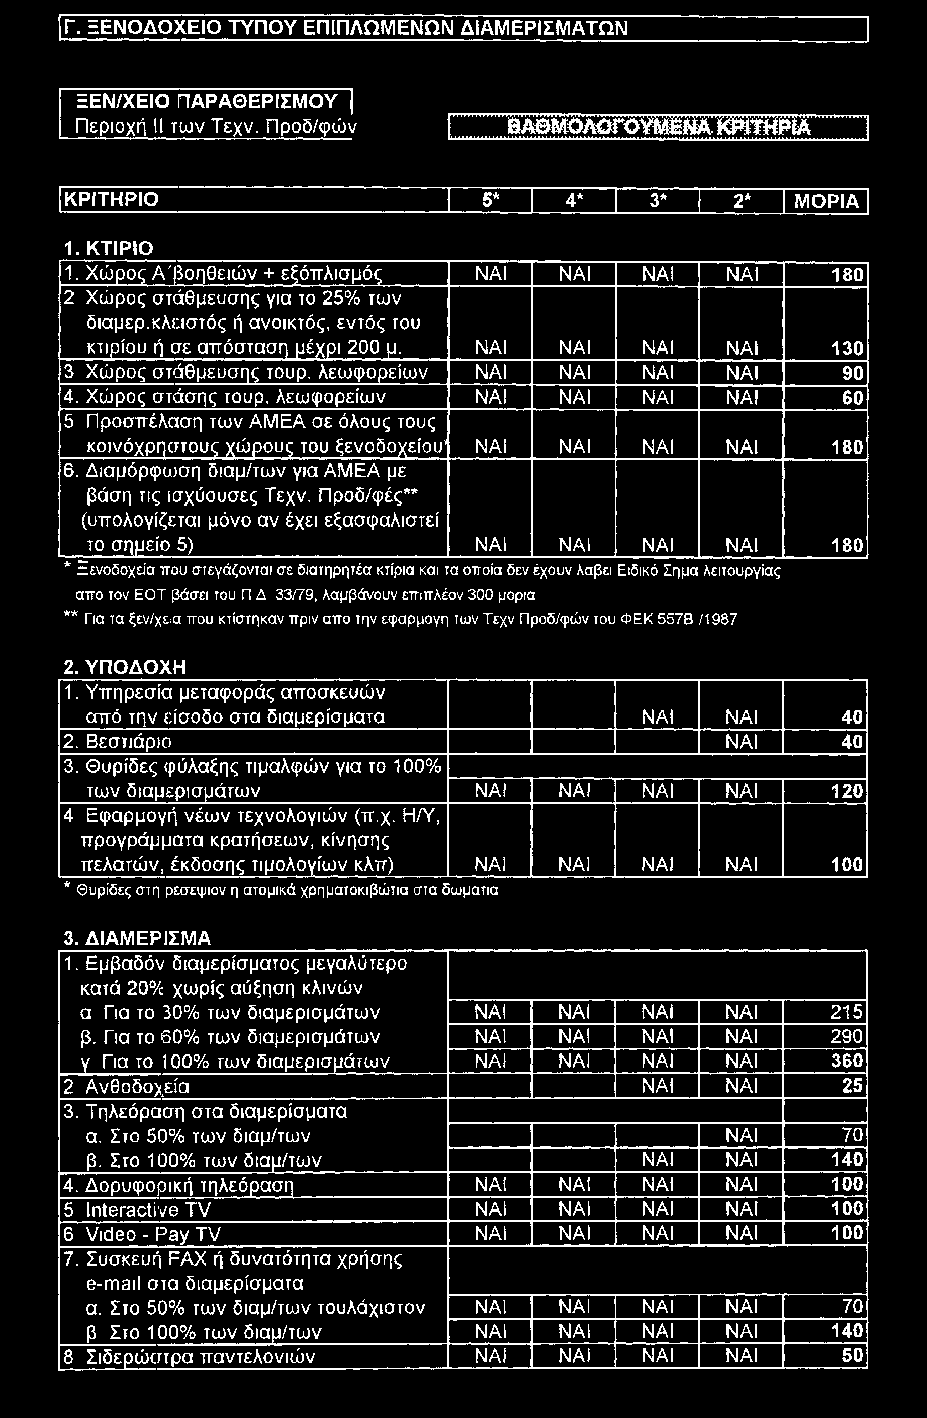 Γ. ΞΕΝΟΔΟΧΕΙΟ ΤΥΠΟΥ ΕΠΙΠΛΩΜΕΝΩΝ ΔΙΑΜΕΡΙΣΜΑΤΩΝ
ΞΕΝ/ΧΕΙΟ ΠΑΡΑΘΕΡΙΣΜΟΥ
Περιοχή ΙΙ των Τεχν. Προδ/φών ΒΑΘΜΟΛΟΓΟΥΜΕΝΑ ΚΡΙΤΗΡΙΑ
ΚΡΙΤΗΡΙΟ 5* 4* 3* 2* ΜΟΡΙΑ
1. ΚΤΙΡΙΟ
1. Χώρος Α΄βοηθειών + εξόπλισμός ΝΑΙ ΝΑΙ ΝΑΙ ΝΑΙ 180
2 Χώρος στάθμευσης για το 25% των
διαμερ.κλειστός ή ανοικτός, εντός του
κτιρίου ή σε απόσταση μέχρι 200 μ. ΝΑΙ ΝΑΙ ΝΑΙ ΝΑΙ 130
3 Χώρος στάθμευσης τουρ. λεωφορείων ΝΑΙ ΝΑΙ ΝΑΙ ΝΑΙ 90
4. Χώρος στάσης τουρ. λεωφορείων ΝΑΙ ΝΑΙ ΝΑΙ ΝΑΙ 60
5 Προσπέλαση των ΑΜΕΑ σε όλους τους
κοινόχρηστους χώρους του ξενοδοχείου ΝΑΙ ΝΑΙ ΝΑΙ ΝΑΙ 180
6. Διαμόρφωση διαμ/των για ΑΜΕΑ με
βάση τις ισχύουσες Τεχν. Προδ/φές**
(υπολογίζεται μόνο αν έχει εξασφαλιστεί
το σημείο 5) ΝΑΙ ΝΑΙ ΝΑΙ ΝΑΙ 180
* Ξενοδοχεία που στεγάζονται σε διατηρητέα κτίρια και τα οποία δεν έχουν λαβει Ειδικό Σημα λειτουργίας
απο τον ΕΟΤ βάσει του Π Δ 33/79, λαμβάνουν επιπλέον 300 μορια
** Για τα ξεν/χεια που κτίστηκαν πριν απο την εφαρμογη των Τεχν Προδ/φών του ΦΕΚ 557Β /1987
2. ΥΠΟΔΟΧΗ
1. Υπηρεσία μεταφοράς αποσκευών
από την είσοδο στα διαμερίσματα ΝΑΙ ΝΑΙ 40
2. Βεστιάριο ΝΑΙ 40
3. Θυρίδες φύλαξης τιμαλφών για το 100%
των διαμερισμάτων ΝΑΙ ΝΑΙ ΝΑΙ ΝΑΙ 120
4 Εφαρμογή νέων τεχνολογιών (π.χ. Η/Υ,
προγράμματα κρατήσεων, κίνησης
πελατών, έκδοσης τιμολογίων κλπ) ΝΑΙ ΝΑΙ ΝΑΙ ΝΑΙ 100
* Θυρίδες στη ρεσεψιον η ατομικά χρηματοκιβώτια στα δωματια
3. ΔΙΑΜΕΡΙΣΜΑ
1. Εμβαδόν διαμερίσματος μεγαλύτερο
κατά 20% χωρίς αύξηση κλινών
α Για το 30% των διαμερισμάτων ΝΑΙ ΝΑΙ ΝΑΙ ΝΑΙ 215
β. Για το 60% των διαμερισμάτων ΝΑΙ ΝΑΙ ΝΑΙ ΝΑΙ 290
γ Για το 100% των διαμερισμάτων ΝΑΙ ΝΑΙ ΝΑΙ ΝΑΙ 360
2 Ανθοδοχεία ΝΑΙ ΝΑΙ 25
3. Τηλεόραση στα διαμερίσματα
α. Στο 50% των διαμ/των ΝΑΙ 70
β. Στο 100% των διαμ/των ΝΑΙ ΝΑΙ 140
4. Δορυφορική τηλεόραση ΝΑΙ ΝΑΙ ΝΑΙ ΝΑΙ 100
5 Interactive TV ΝΑΙ ΝΑΙ ΝΑΙ ΝΑΙ 100
6 Video - Pay TV ΝΑΙ ΝΑΙ ΝΑΙ ΝΑΙ 100
7. Συσκευή FAX ή δυνατότητα χρήσης
e-mail στα διαμερίσματα
α. Στο 50% των διαμ/των τουλάχιστον ΝΑΙ ΝΑΙ ΝΑΙ ΝΑΙ 70
β Στο 100% των διαμ/των ΝΑΙ ΝΑΙ ΝΑΙ ΝΑΙ 140
8 Σιδερώστρα παντελονιών ΝΑΙ ΝΑΙ ΝΑΙ ΝΑΙ 50